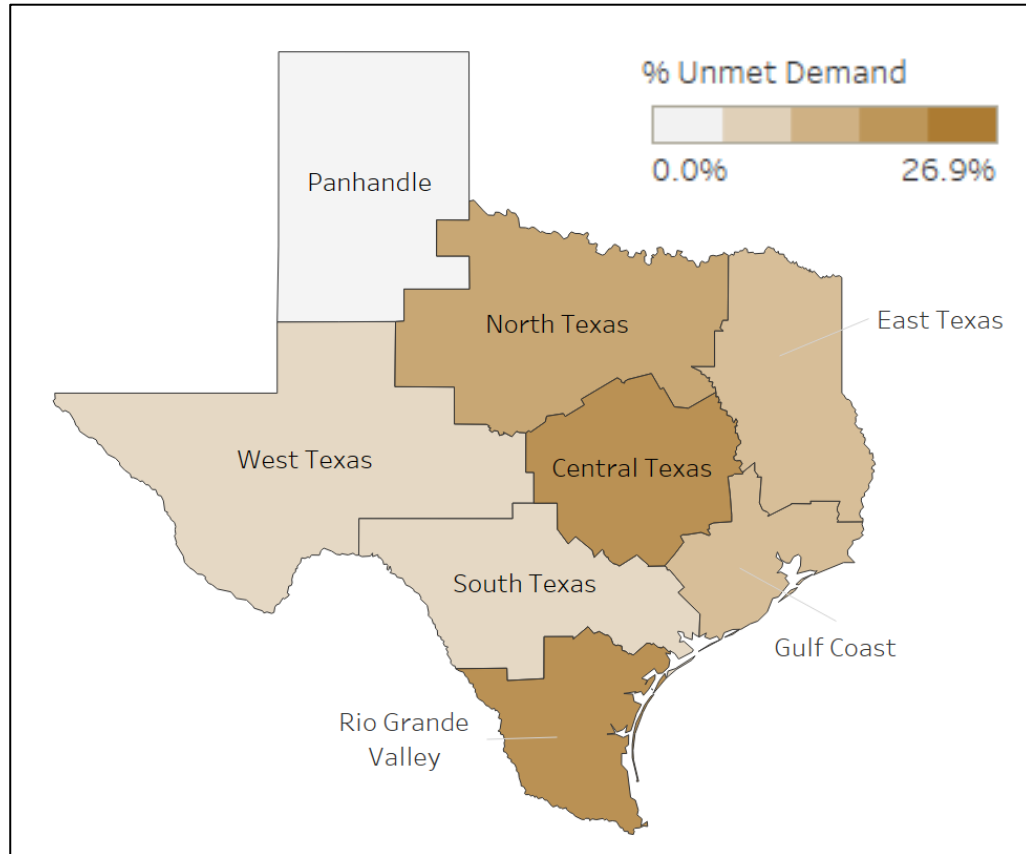 % Unmet Demand
0.0% 26.9%
Panhandle
North Texas
East Texas
West Texas
Central Texas
South Texas
Gulf Coast
Rio Grande
Valley